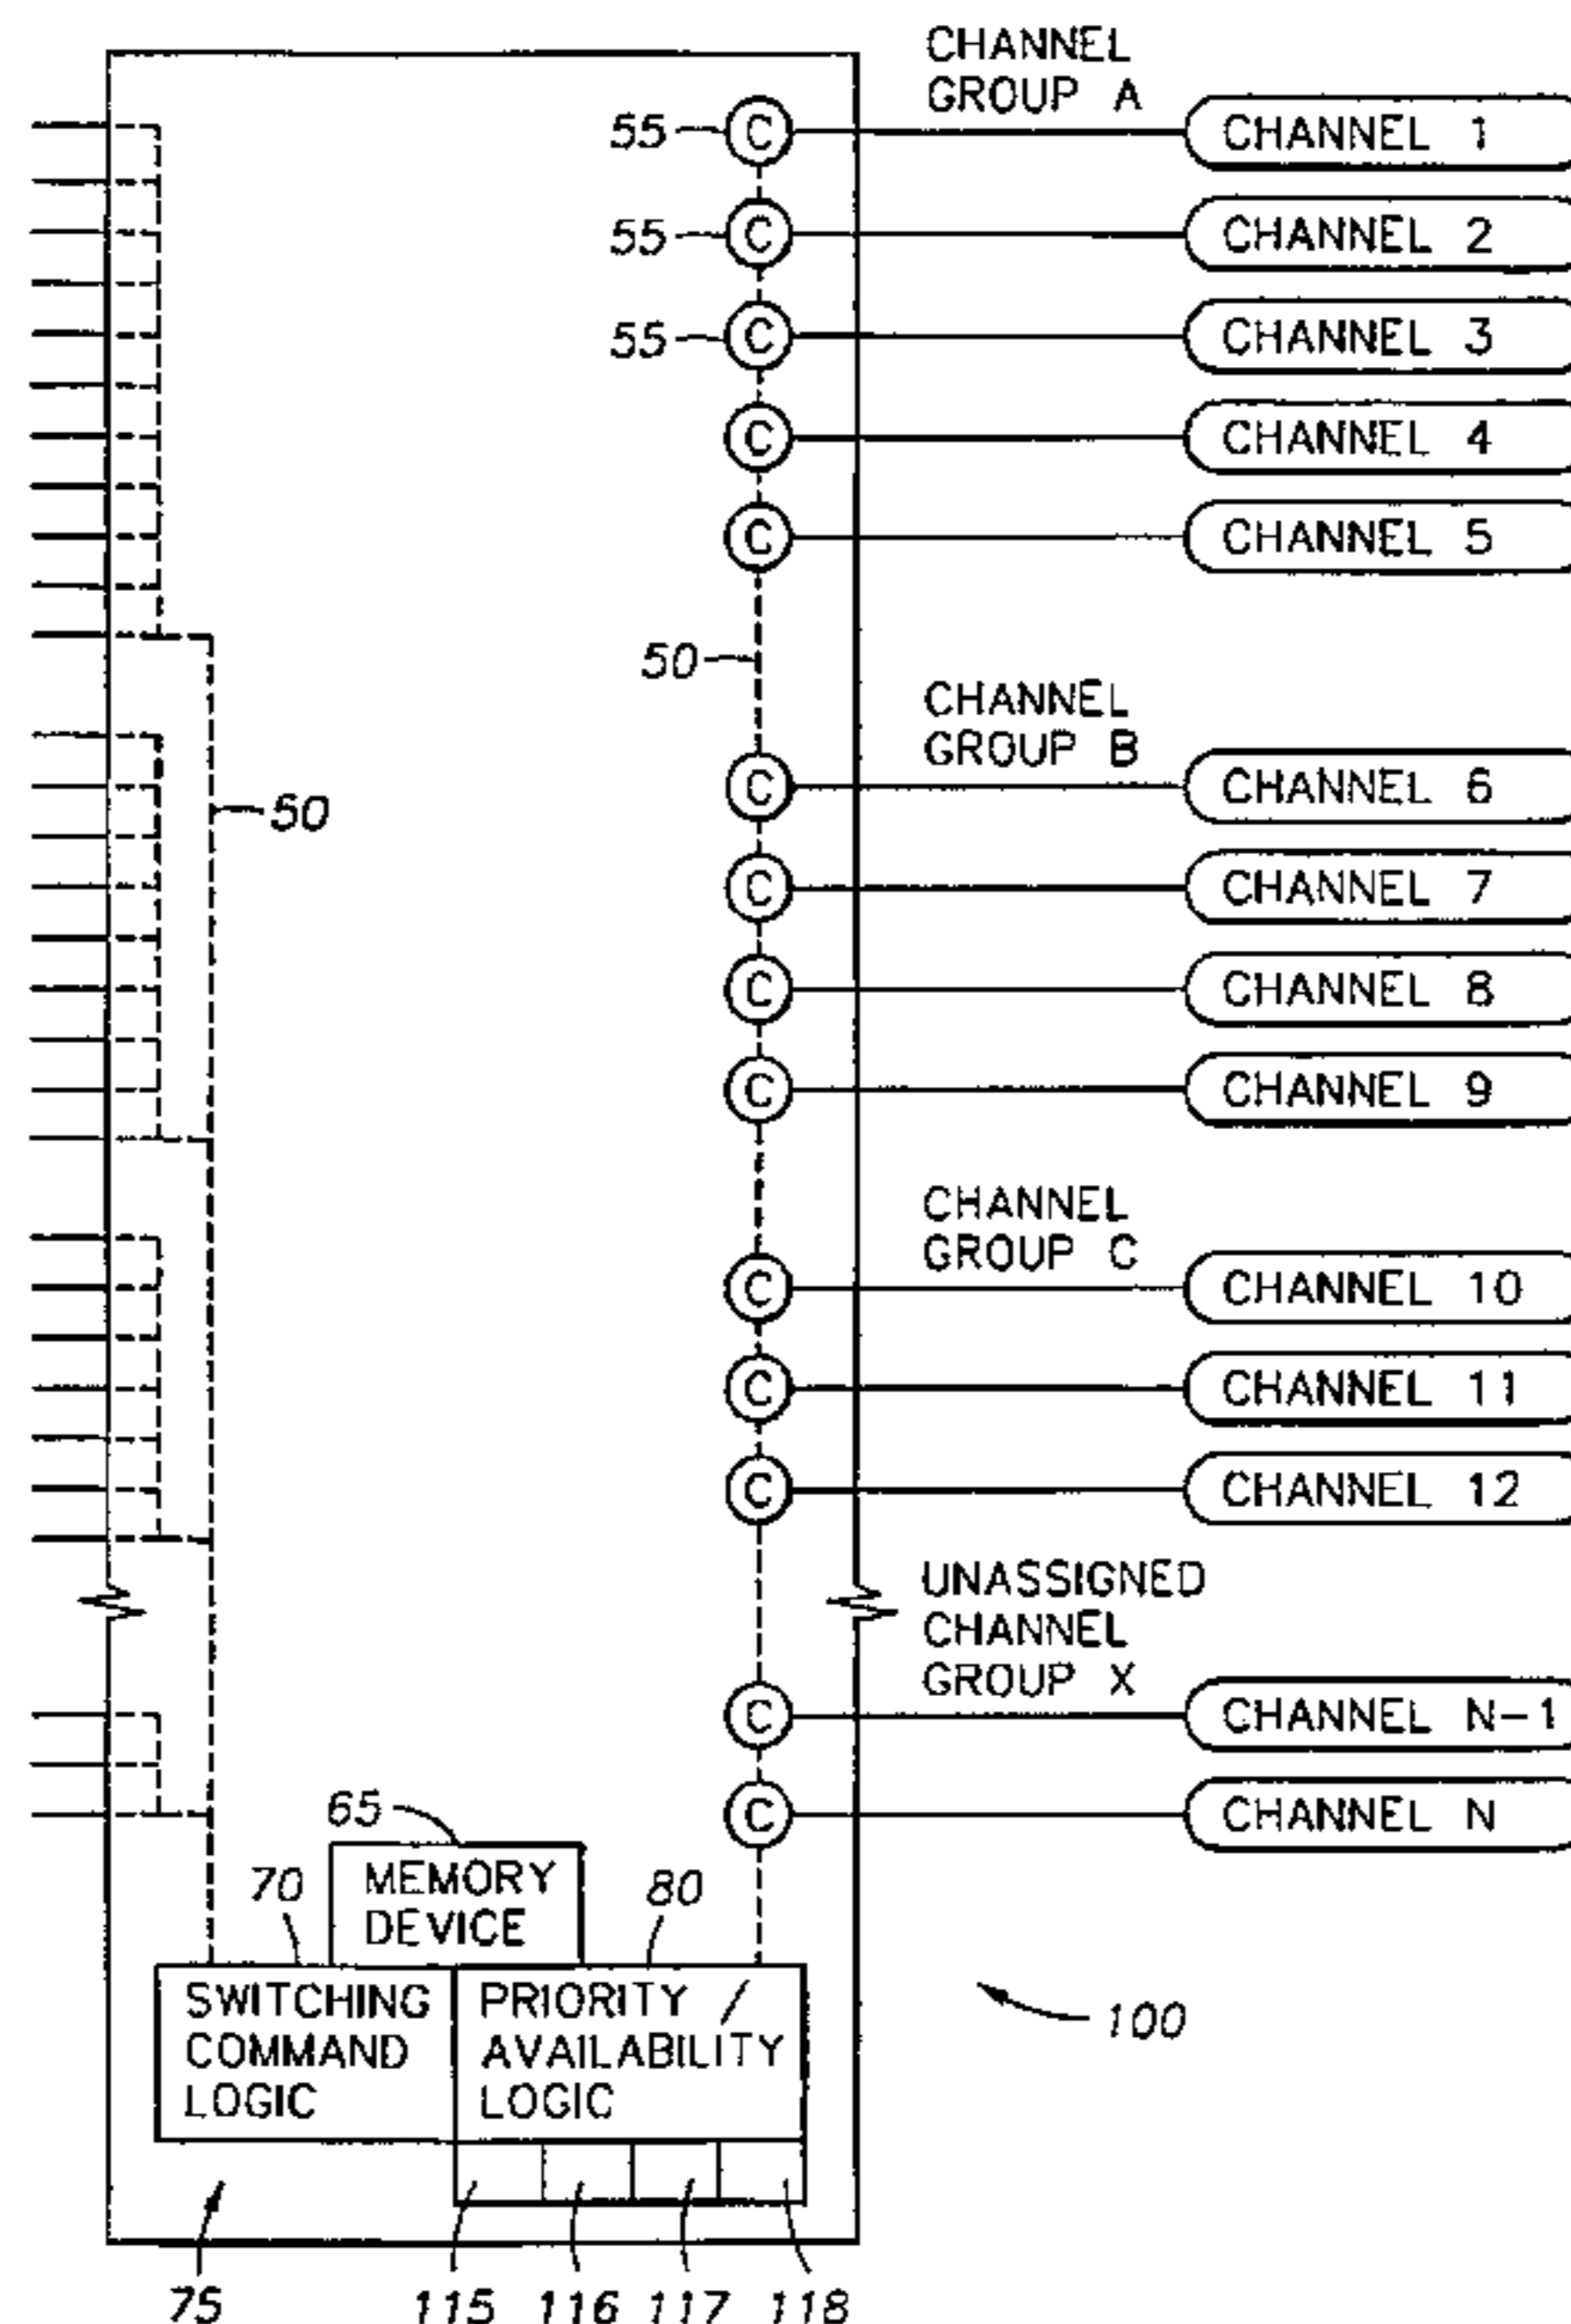 CHANNEL
GROUP A
55 C CHANNEL 1
55 C CHANNEL 2
55 C CHANNEL 3
C CHANNEL 4
C CHANNEL 5
50
CHANNEL
GROUP B
C CHANNEL 6
50
C CHANNEL 7
C CHANNEL 8
C CHANNEL 9
CHANNEL
GROUP C
C CHANNEL 10
C CHANNEL 11
C CHANNEL 12
UNASSIGNED
CHANNEL
GROUP X
C CHANNEL N-1
C CHANNEL N
65
MEMORY
DEVICE
70
80
SWITCHING
COMMAND
LOGIC
PRIORITY /
AVAILABILITY
LOGIC
100
75
115 116 117 118